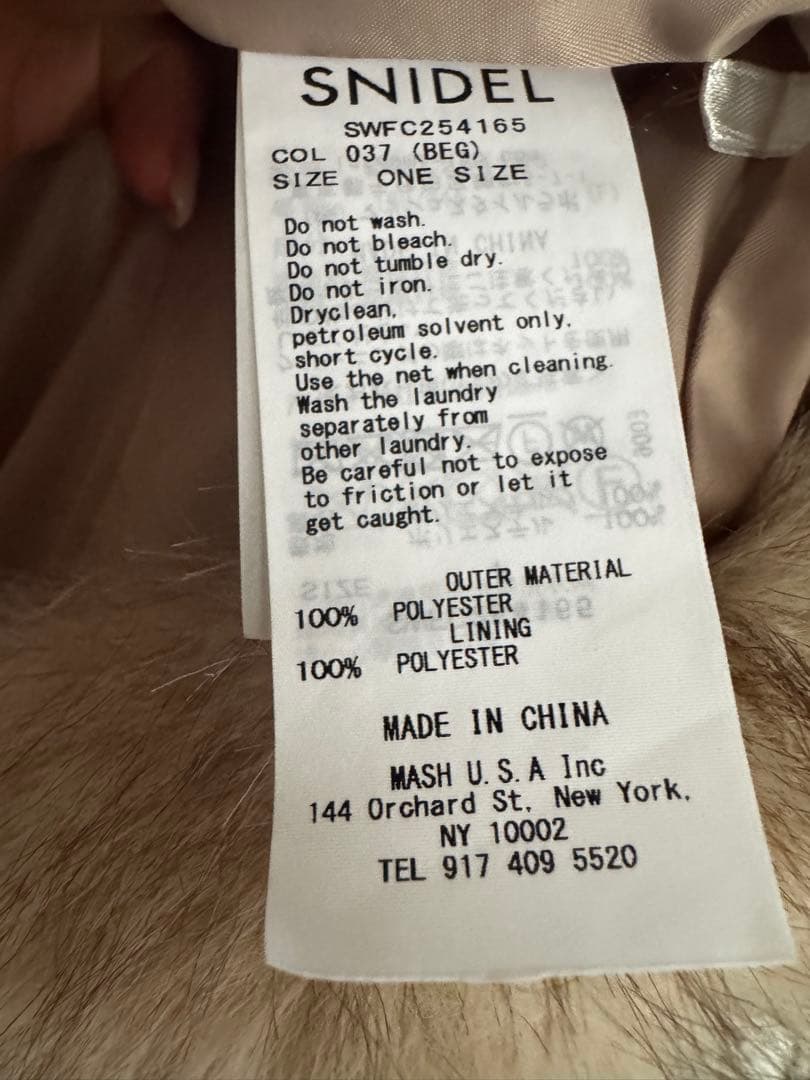 SNIDEL
SWFC254165
COL 037 (BEG)
SIZE ONE SIZE
Do not wash.
Do not bleach.
Do not tumble dry.
Do not iron.
Dryclean,
petroleum solvent only,
short cycle.
Use the net when cleaning.
Wash the laundry
separately from
other laundry.
Be careful not to expose
to friction or let it
get caught.
OUTER MATERIAL
100% POLYESTER
LINING
100% POLYESTER
MADE IN CHINA
MASH U.S.A Inc
144 Orchard St, New York,
NY 10002
TEL 917 409 5520